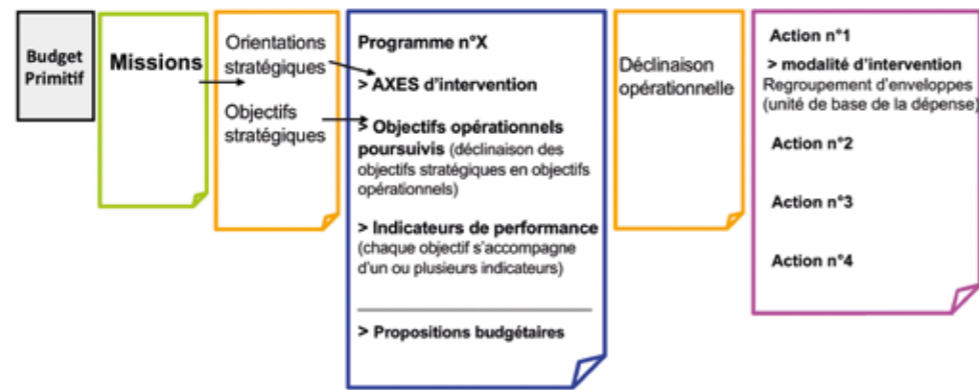 Budget
Primitif
Missions
Orientations
stratégiques
Objectifs
stratégiques
Programme n°X
> AXES d'intervention
> Objectifs opérationnels
poursuivis (déclinaison des
objectifs stratégiques en objectifs
opérationnels)
> Indicateurs de performance
(chaque objectif s'accompagne
d'un ou plusieurs indicateurs)
> Propositions budgétaires
Déclinaison
opérationnelle
Action n°1
> modalité d'intervention
Regroupement d'enveloppes
(unité de base de la dépense)
Action n°2
Action n°3
Action n°4